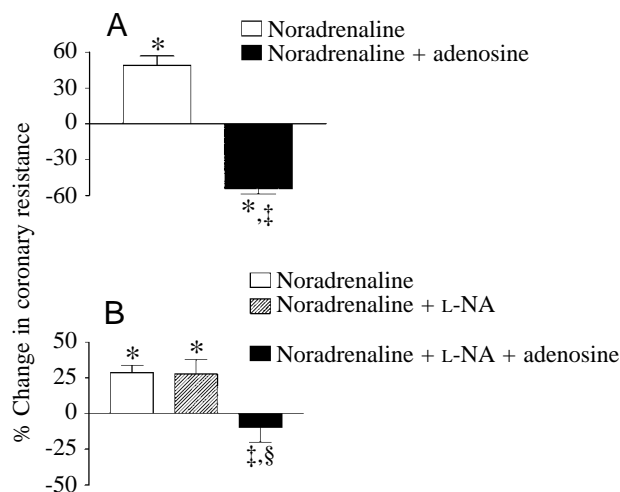 A
Noradrenaline
Noradrenaline + adenosine
60
*
30
0
-30
-60
*,‡
% Change in coronary resistance
B
Noradrenaline
Noradrenaline + L-NA
Noradrenaline + L-NA + adenosine
50
*
*
25
0
-25
-50
‡,§